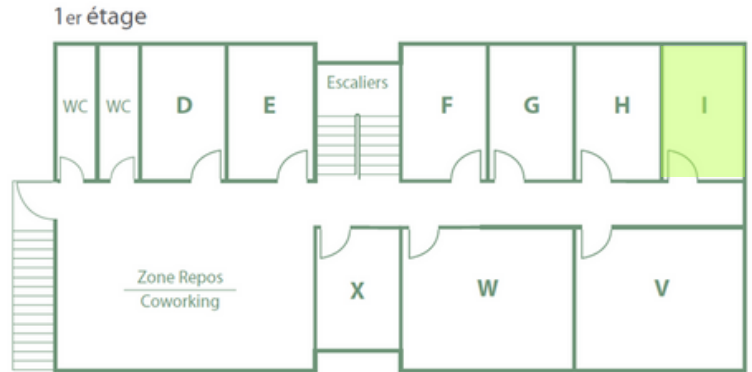 1er étage
Escaliers
WC
WC
D
E
F
G
H
I
Zone Repos
Coworking
X
W
V